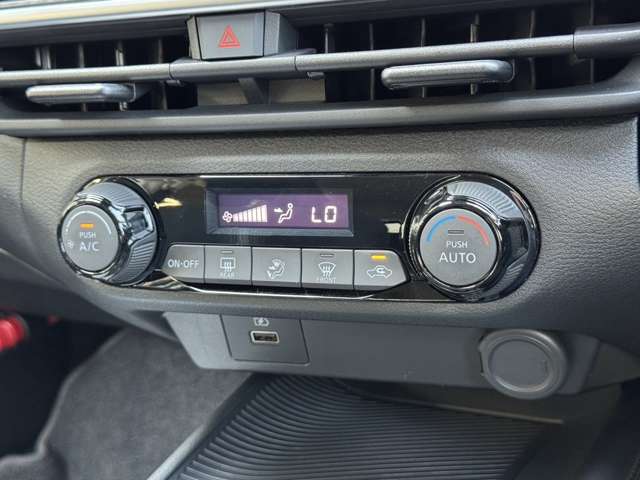 LO
PUSH
A/C
ON·OFF
REAR
FRONT
PUSH
AUTO